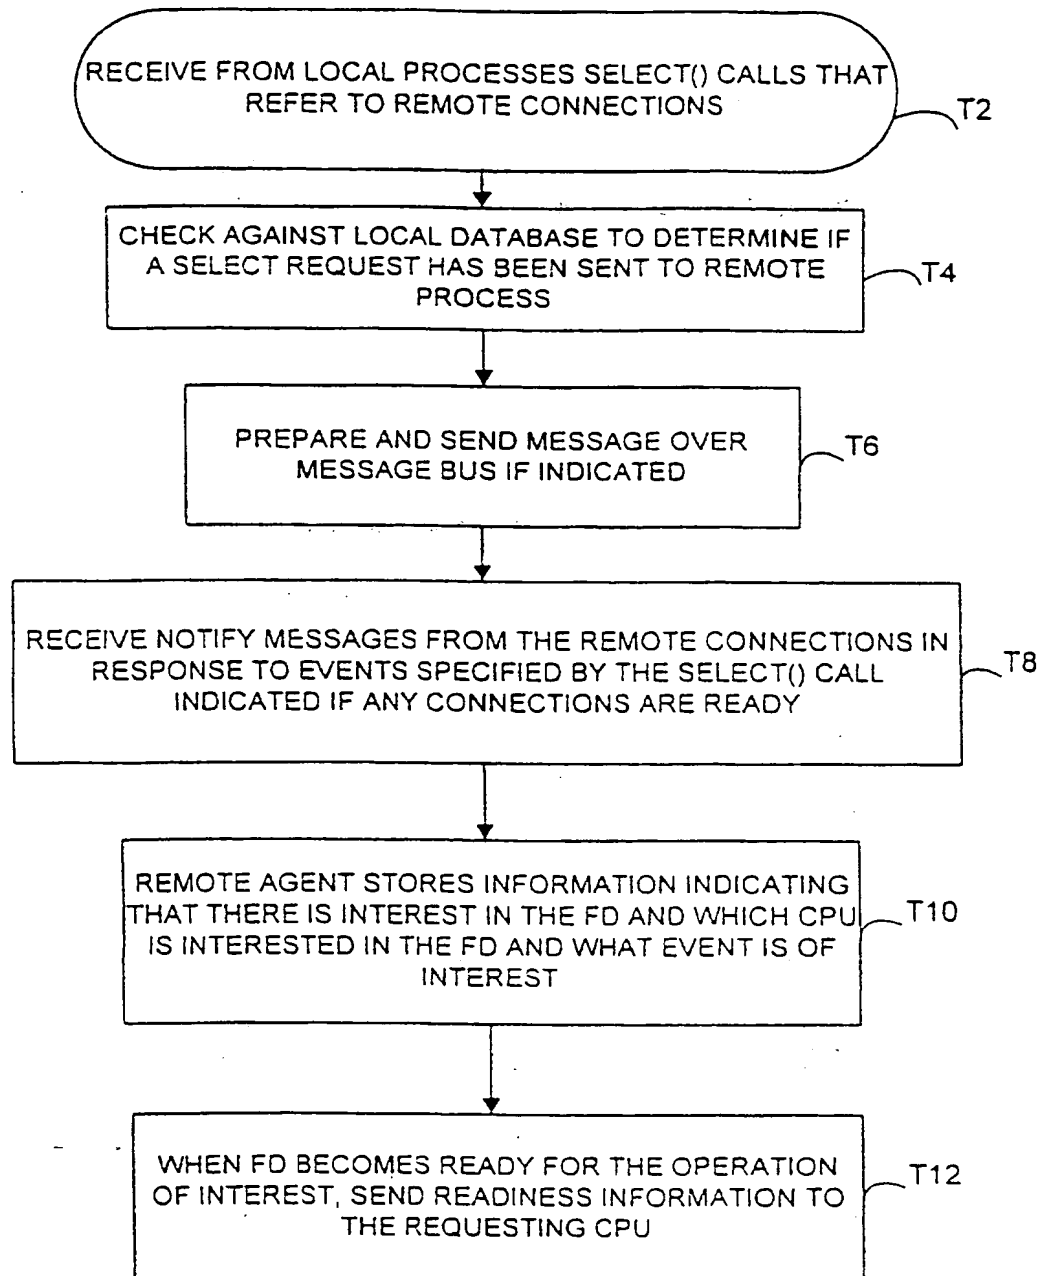 RECEIVE FROM LOCAL PROCESSES SELECT() CALLS THAT
REFER TO REMOTE CONNECTIONS
T2
CHECK AGAINST LOCAL DATABASE TO DETERMINE IF
A SELECT REQUEST HAS BEEN SENT TO REMOTE
PROCESS
T4
PREPARE AND SEND MESSAGE OVER
MESSAGE BUS IF INDICATED
T6
RECEIVE NOTIFY MESSAGES FROM THE REMOTE CONNECTIONS IN
RESPONSE TO EVENTS SPECIFIED BY THE SELECT() CALL
INDICATED IF ANY CONNECTIONS ARE READY
T8
REMOTE AGENT STORES INFORMATION INDICATING
THAT THERE IS INTEREST IN THE FD AND WHICH CPU
IS INTERESTED IN THE FD AND WHAT EVENT IS OF
INTEREST
T10
WHEN FD BECOMES READY FOR THE OPERATION
OF INTEREST, SEND READINESS INFORMATION TO
THE REQUESTING CPU
T12